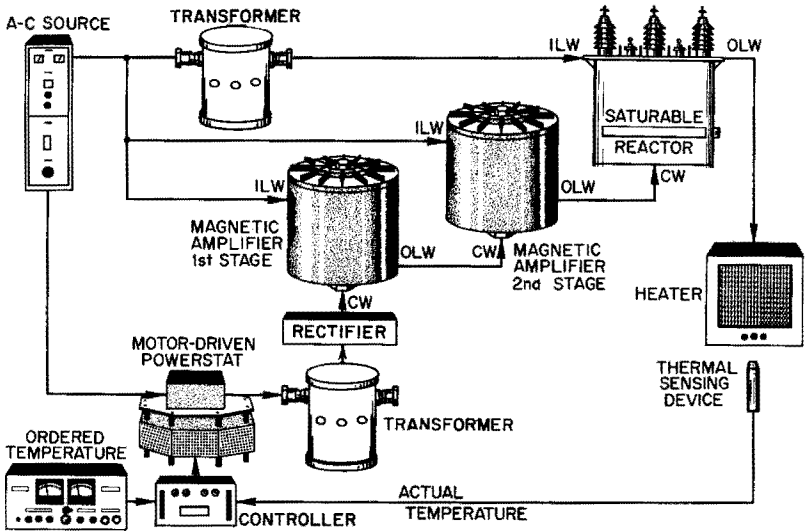 A-C SOURCE
TRANSFORMER
ILW
OLW
SATURABLE
REACTOR
CW
ILW
OLW
ILW
MAGNETIC
AMPLIFIER
1st STAGE
OLW
CW
MAGNETIC
AMPLIFIER
2nd STAGE
HEATER
CW
RECTIFIER
MOTOR-DRIVEN
POWERSTAT
THERMAL
SENSING
DEVICE
TRANSFORMER
ORDERED
TEMPERATURE
ACTUAL
TEMPERATURE
CONTROLLER